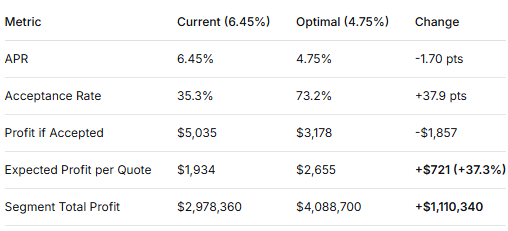 Metric Current (6.45%) Optimal (4.75%) Change
APR 6.45% 4.75% -1.70 pts
Acceptance Rate 35.3% 73.2% +37.9 pts
Profit if Accepted $5,035 $3,178 -$1,857
Expected Profit per Quote $1,934 $2,655 +$721 (+37.3%)
Segment Total Profit $2,978,360 $4,088,700 +$1,110,340